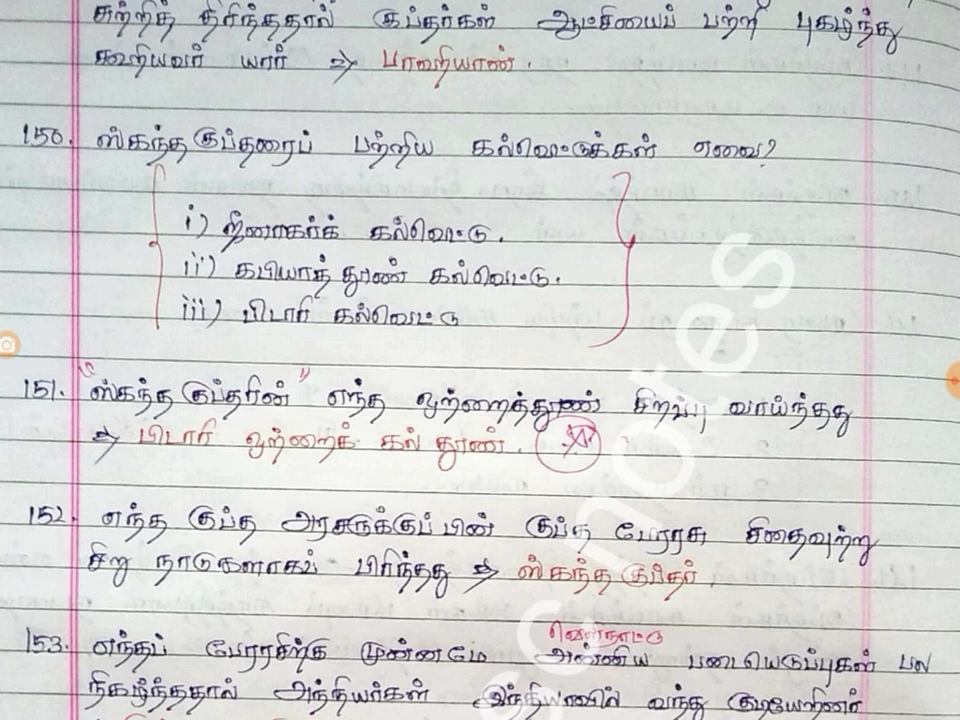 சுற்றித் திரிந்ததால் குப்தர்கள் ஆட்சியைப் பற்றி புகழ்ந்து
கூறியவர் யார் ⇒ பாஹியான்.
150. ஸ்கந்த குப்தரைப் பற்றிய கல்வெட்டுக்கள் எவை?
i) ஜீனாகர்க் கல்வெட்டு.
ii) கபியாத் தூண் கல்வெட்டு.
iii) பிடாரி கல்வெட்டு
151. "ஸ்கந்த குப்தரின்" எந்த ஒற்றைத்தூண் சிறப்பு வாய்ந்தது
⇒ பிடாரி ஒற்றைக் கல் தூண்.
152. எந்த குப்த அரசருக்குப்பின் குப்த பேரரசு சிதைவுற்று
சிறு நாடுகளாகப் பிரிந்தது ⇒ ஸ்கந்த குப்தர்
வெளிநாட்டு
153. எந்தப் பேரரசிற்கு முன்னமே அன்னிய படையெடுப்புகள் பல
நிகழ்ந்ததால் அந்நியர்கள் இந்தியாவில் வந்து குடியேறினர்
notes